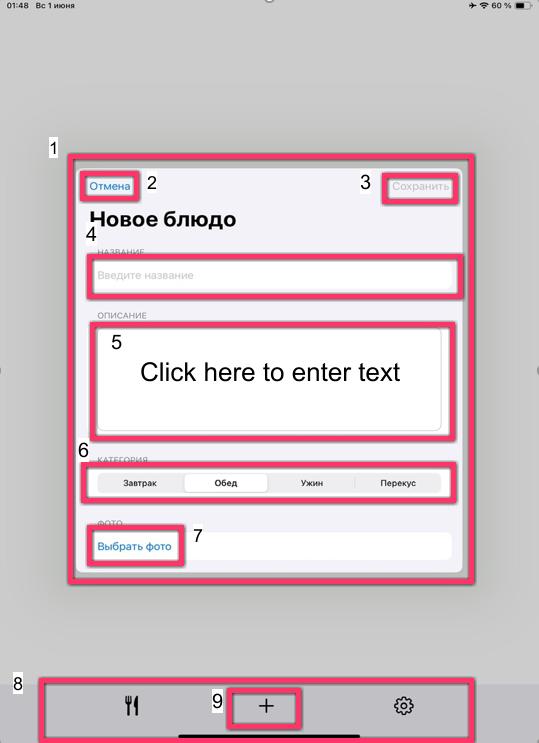 01:48 Вс 1 июня
60 %
1
Отмена
2
3
Сохранить
Новое блюдо
4
НАЗВАНИЕ
Введите название
ОПИСАНИЕ
5
Click here to enter text
6
КАТЕГОРИЯ
Завтрак Обед Ужин Перекус
ФОТО
Выбрать фото
7
8
9